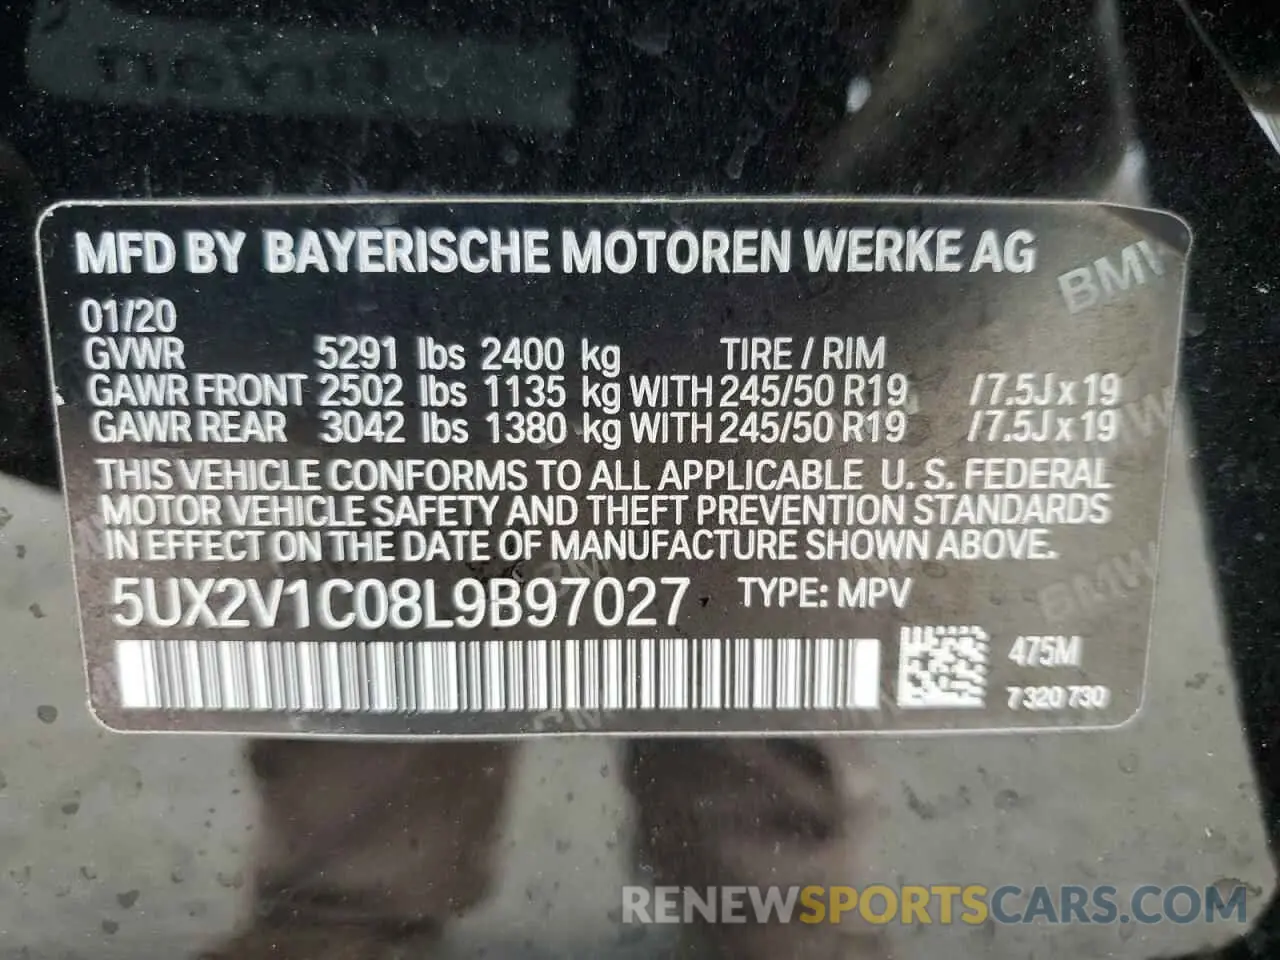 MFD BY BAYERISCHE MOTOREN WERKE AG
01/20
GVWR 5291 lbs 2400 kg TIRE / RIM
GAWR FRONT 2502 lbs 1135 kg WITH 245/50 R19 /7.5J x 19
GAWR REAR 3042 lbs 1380 kg WITH 245/50 R19 /7.5J x 19
THIS VEHICLE CONFORMS TO ALL APPLICABLE U. S. FEDERAL
MOTOR VEHICLE SAFETY AND THEFT PREVENTION STANDARDS
IN EFFECT ON THE DATE OF MANUFACTURE SHOWN ABOVE.
5UX2V1C08L9B97027 TYPE: MPV
475M
7 320 730
BMW
BMW
BMW
RENEWSPORTSCARS.COM